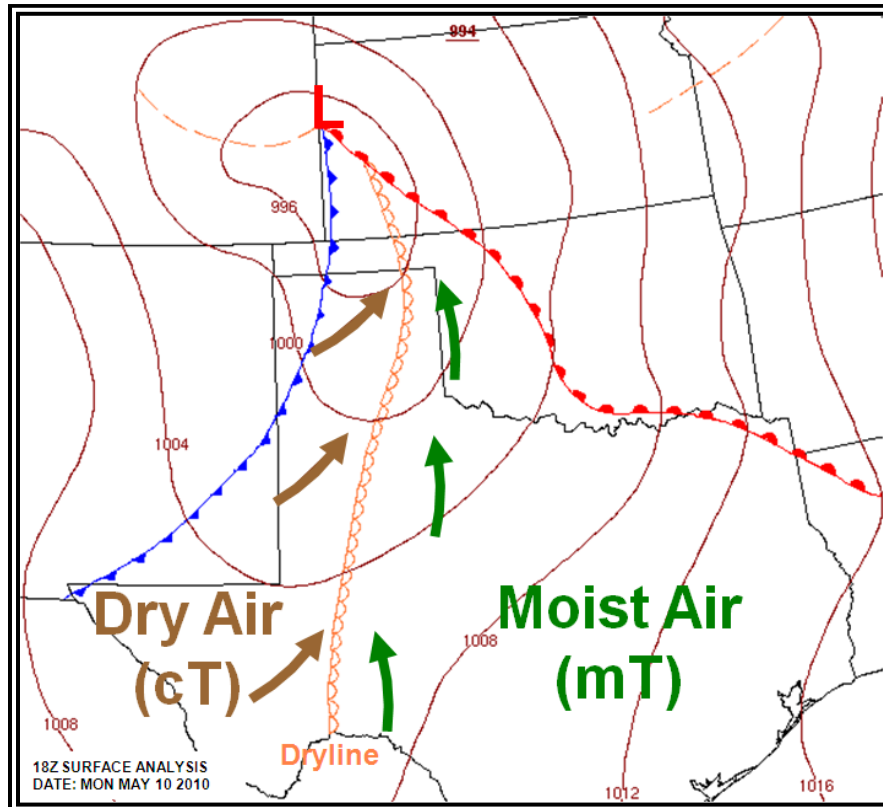 894
L
996
1000
1004
Dry Air
(cT)
Moist Air
(mT)
1008
1008
Dryline
18Z SURFACE ANALYSIS
DATE: MON MAY 10 2010
1012
1016